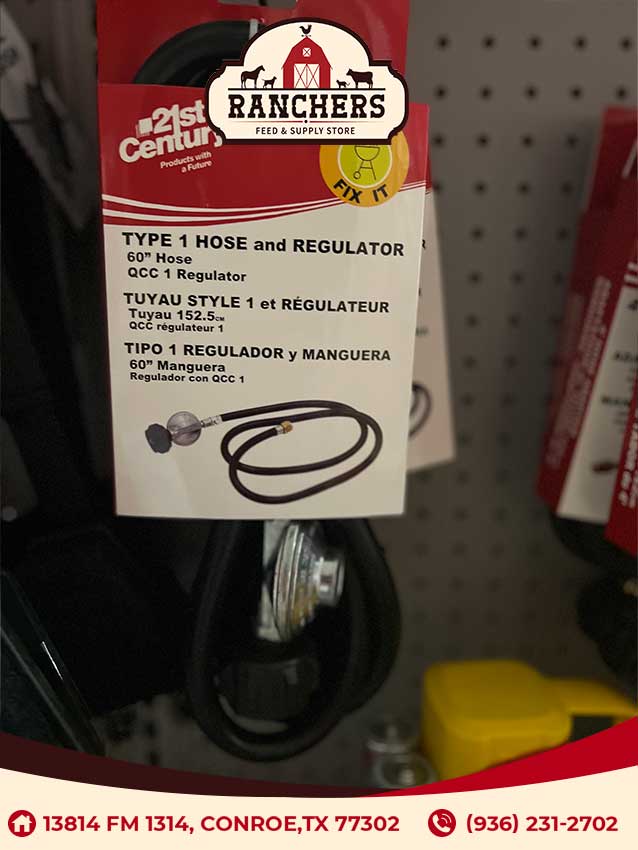 RANCHERS
FEED & SUPPLY STORE
21st
Century
Products with
a Future
FIX IT
TYPE 1 HOSE and REGULATOR
60” Hose
QCC 1 Regulator
TUYAU STYLE 1 et RÉGULATEUR
Tuyau 152.5CM
QCC régulateur 1
TIPO 1 REGULADOR y MANGUERA
60” Manguera
Regulador con QCC 1
13814 FM 1314, CONROE,TX 77302
(936) 231-2702